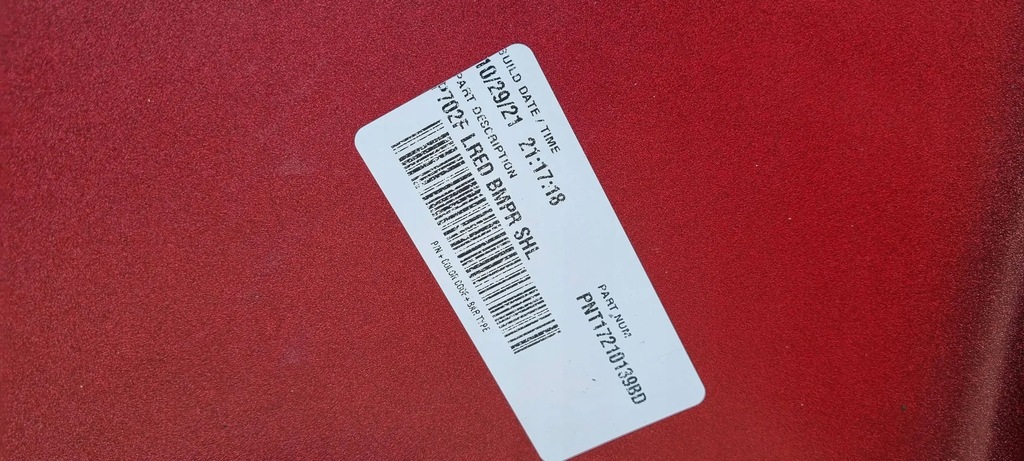 BUILD DATE / TIME
10/29/21 21:17:18
PART DESCRIPTION
P702F LRED BMPR SHL
P/N + COLOR CODE + BAR TYPE
PART NUM
PNT17210139BD